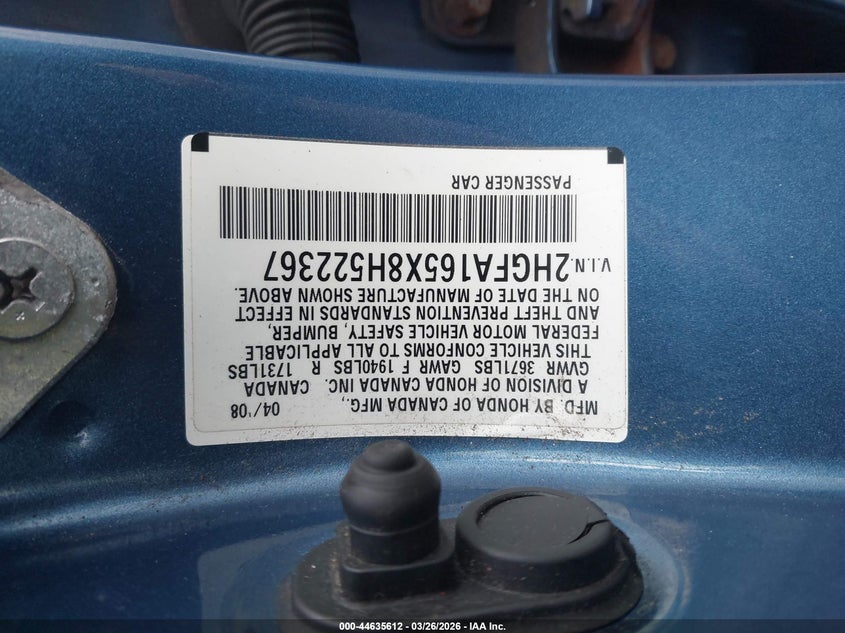 MFD. BY HONDA OF CANADA MFG., 04/'08
A DIVISION OF HONDA CANADA INC. CANADA
GVWR 3671LBS GAWR F 1940LBS R 1731LBS
THIS VEHICLE CONFORMS TO ALL APPLICABLE
FEDERAL MOTOR VEHICLE SAFETY, BUMPER,
AND THEFT PREVENTION STANDARDS IN EFFECT
ON THE DATE OF MANUFACTURE SHOWN ABOVE.
V.I.N. 2HGFA165X8H522367
PASSENGER CAR
000-44635612 — 03/26/2026 — IAA Inc.